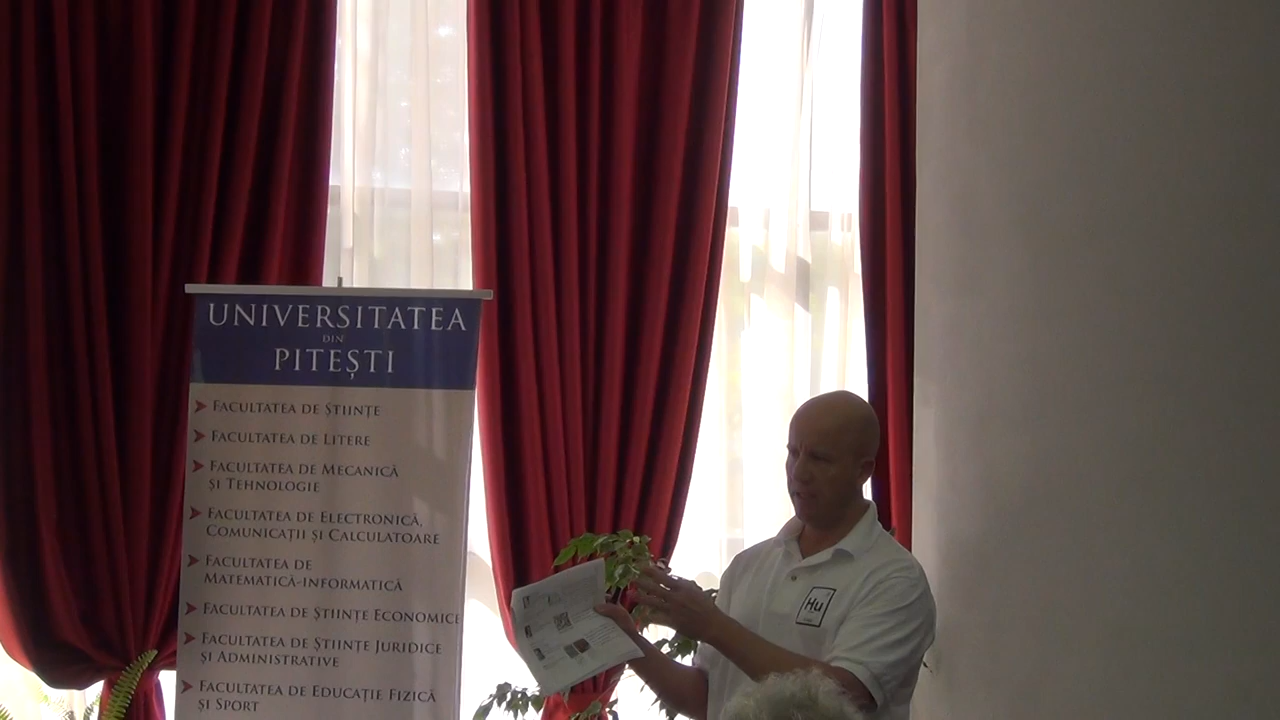 UNIVERSITATEA
DIN
PITEȘTI
FACULTATEA DE ȘTIINȚE
FACULTATEA DE LITERE
FACULTATEA DE MECANICĂ
ȘI TEHNOLOGIE
FACULTATEA DE ELECTRONICĂ,
COMUNICAȚII ȘI CALCULATOARE
FACULTATEA DE
MATEMATICĂ-INFORMATICĂ
FACULTATEA DE ȘTIINȚE ECONOMICE
FACULTATEA DE ȘTIINȚE JURIDICE
ȘI ADMINISTRATIVE
FACULTATEA DE EDUCAȚIE FIZICĂ
ȘI SPORT
Hu